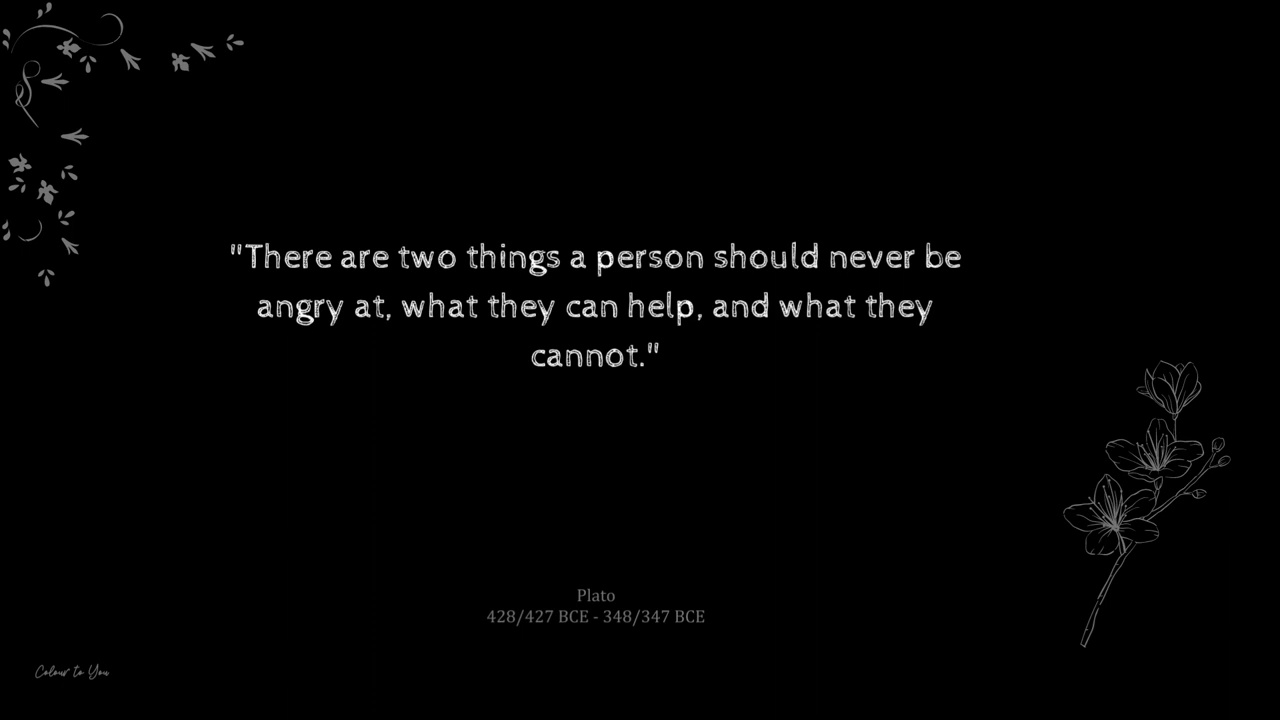 "There are two things a person should never be
angry at, what they can help, and what they
cannot."
Plato
428/427 BCE - 348/347 BCE
Colour to You